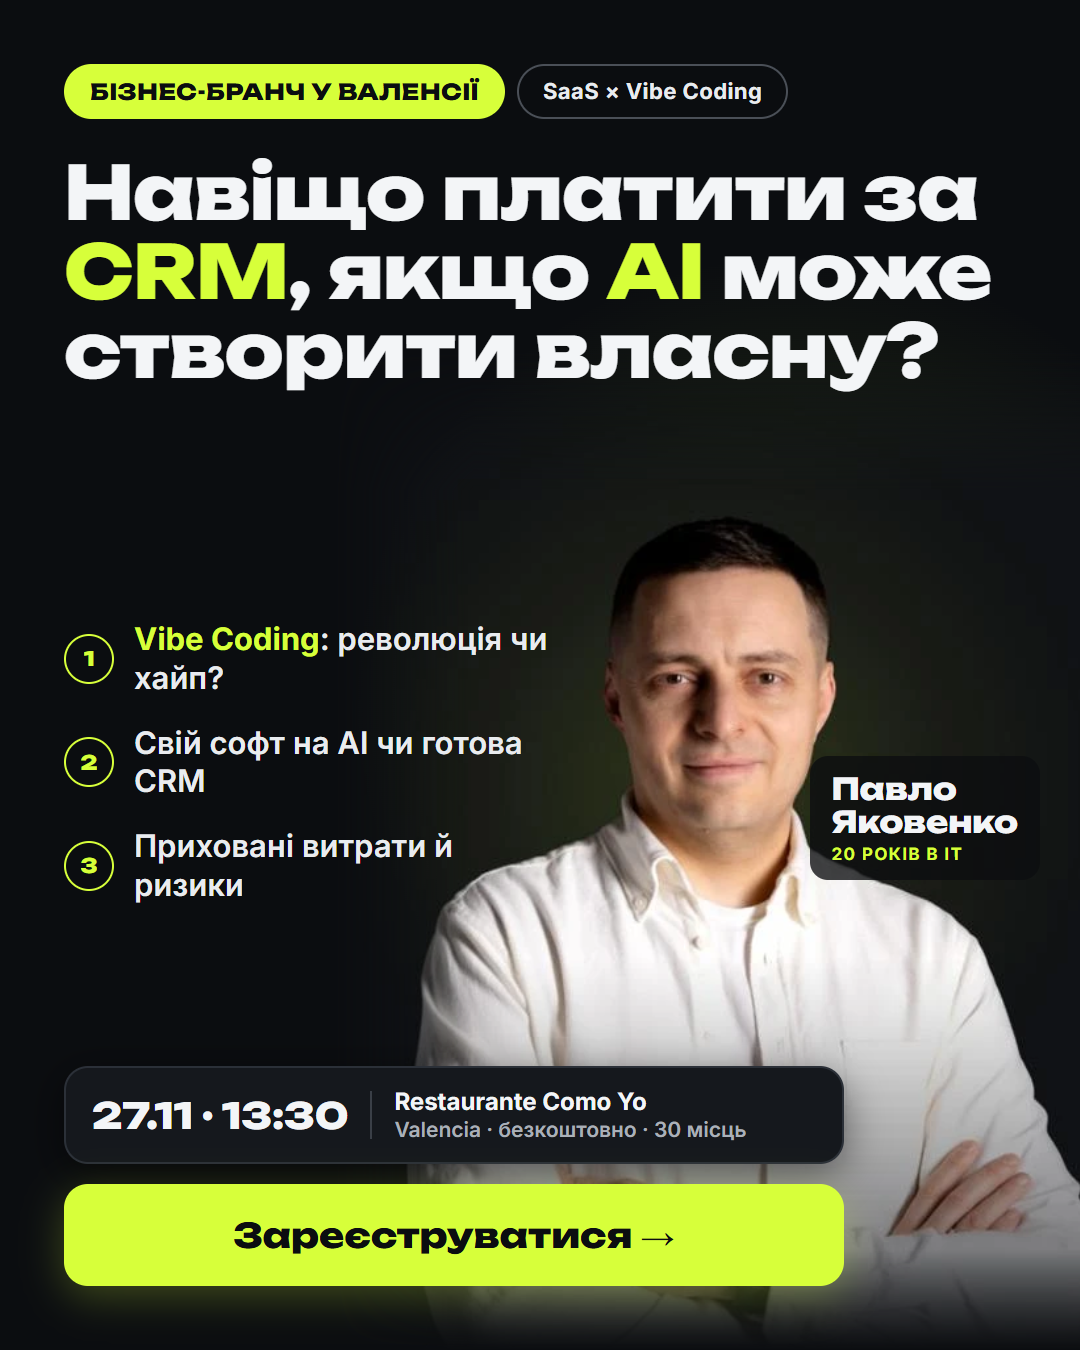 БІЗНЕС-БРАНЧ У ВАЛЕНСІЇ
SaaS × Vibe Coding
Навіщо платити за
CRM, якщо AI може
створити власну?
1
Vibe Coding: революція чи
хайп?
2
Свій софт на AI чи готова
CRM
3
Приховані витрати й
ризики
Павло
Яковенко
20 РОКІВ В IT
27.11 · 13:30
Restaurante Como Yo
Valencia · безкоштовно · 30 місць
Зареєструватися →